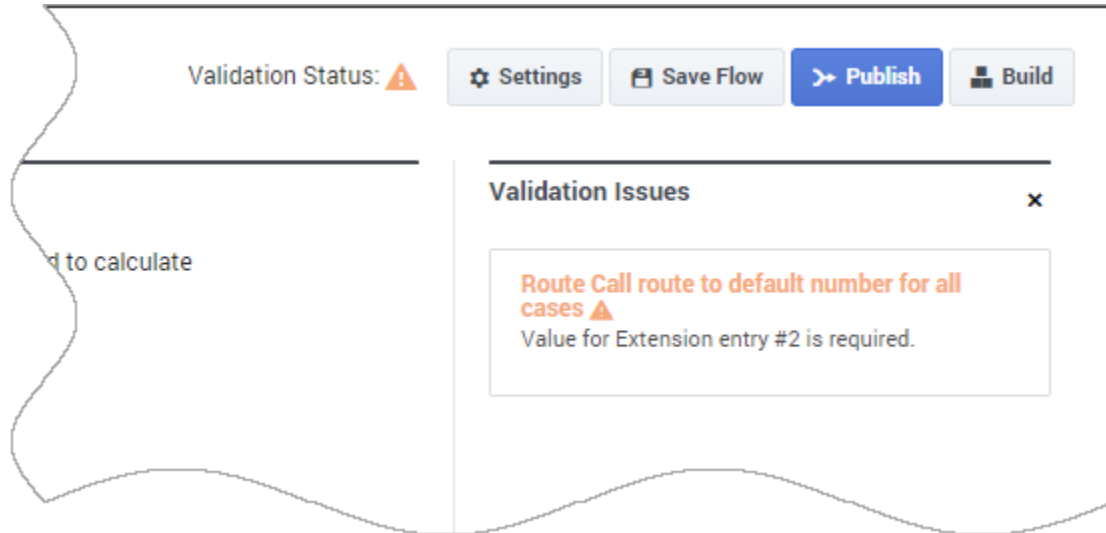 Validation Status:
Settings
Save Flow
Publish
Build
Validation Issues
to calculate
Route Call route to default number for all
cases
Value for Extension entry #2 is required.